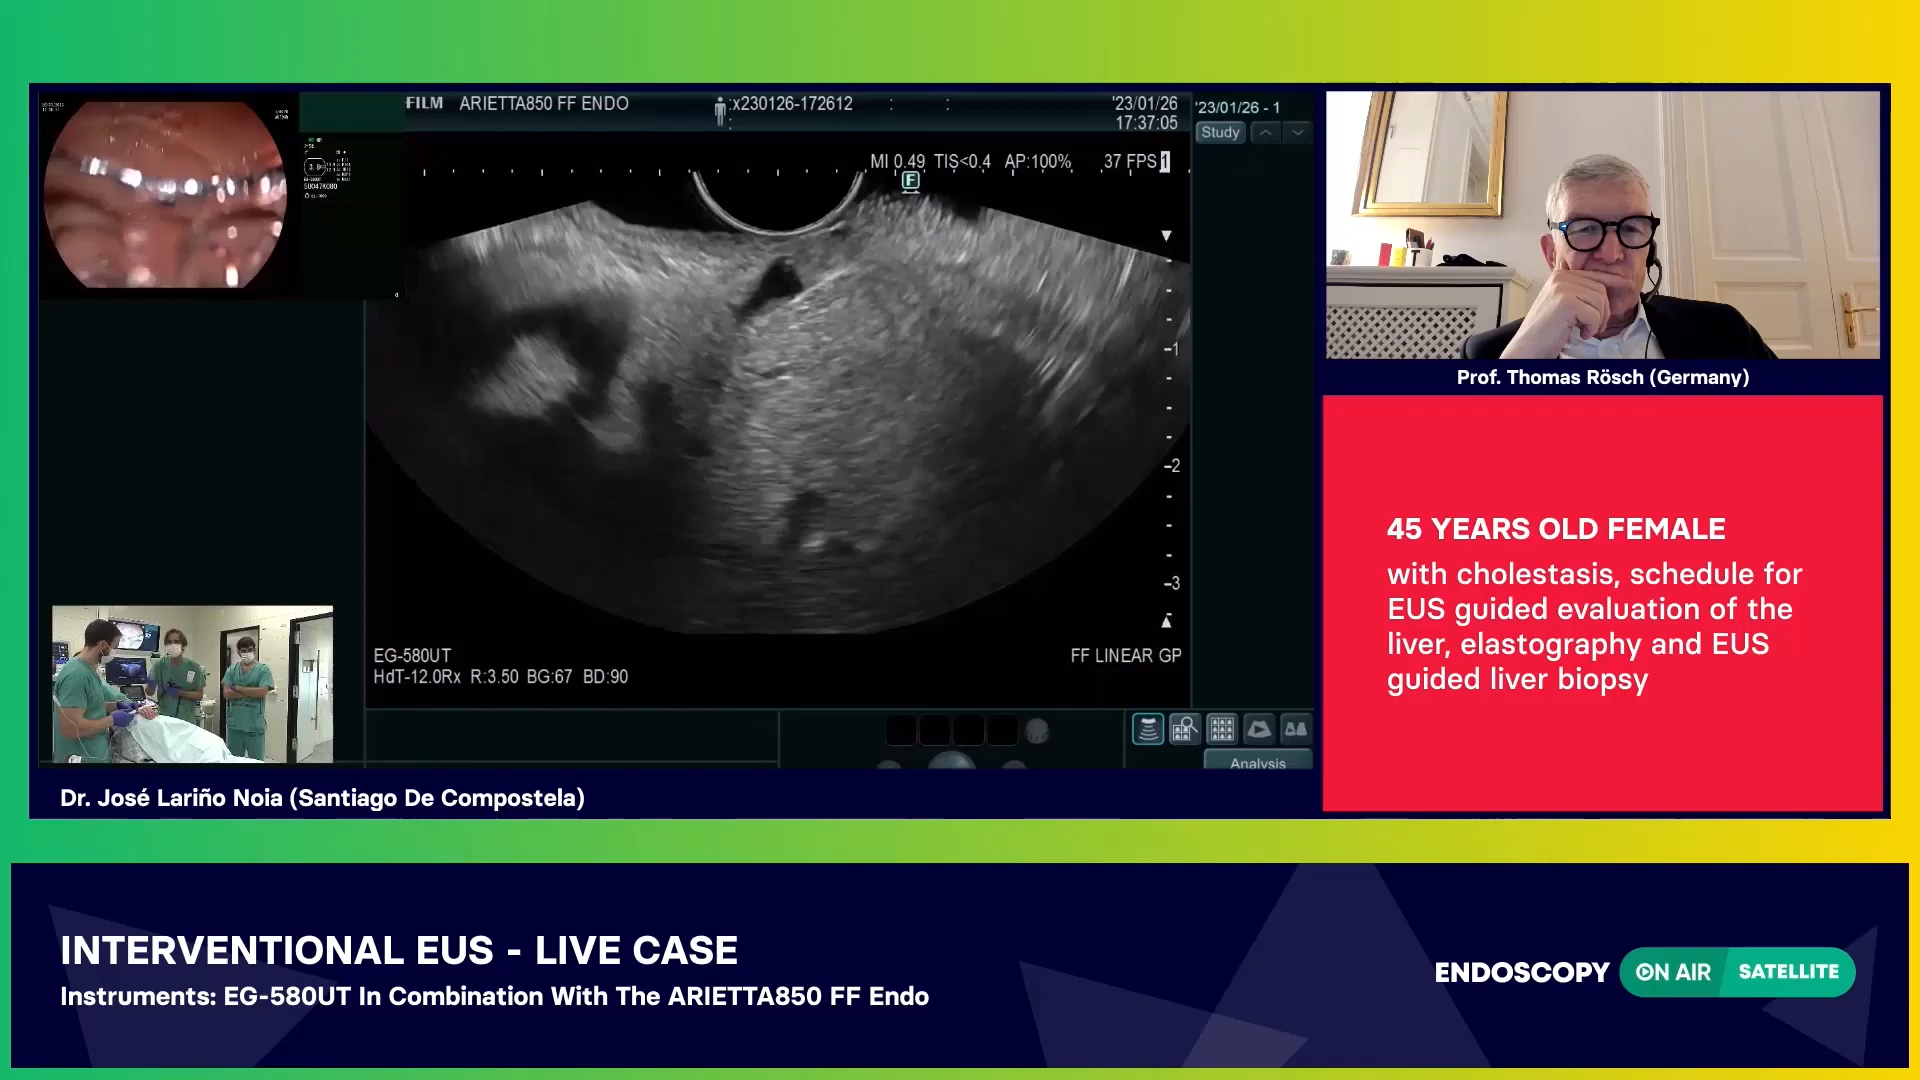 FILM ARIETTA850 FF ENDO
:x230126-172612 : :
:
'23/01/26
17:37:05
'23/01/26 - 1
Study
MI 0.49 TIS<0.4 AP:100% 37 FPS 1
F
1
2
3
EG-580UT
HdT-12.0Rx R:3.50 BG:67 BD:90
FF LINEAR GP
Analysis
Dr. José Lariño Noia (Santiago De Compostela)
Prof. Thomas Rösch (Germany)
45 YEARS OLD FEMALE
with cholestasis, schedule for
EUS guided evaluation of the
liver, elastography and EUS
guided liver biopsy
INTERVENTIONAL EUS - LIVE CASE
Instruments: EG-580UT In Combination With The ARIETTA850 FF Endo
ENDOSCOPY ON AIR SATELLITE